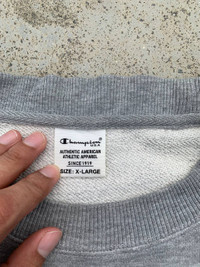 Champion
U.S.A.
AUTHENTIC AMERICAN
ATHLETIC APPAREL
SINCE 1919
SIZE: X-LARGE